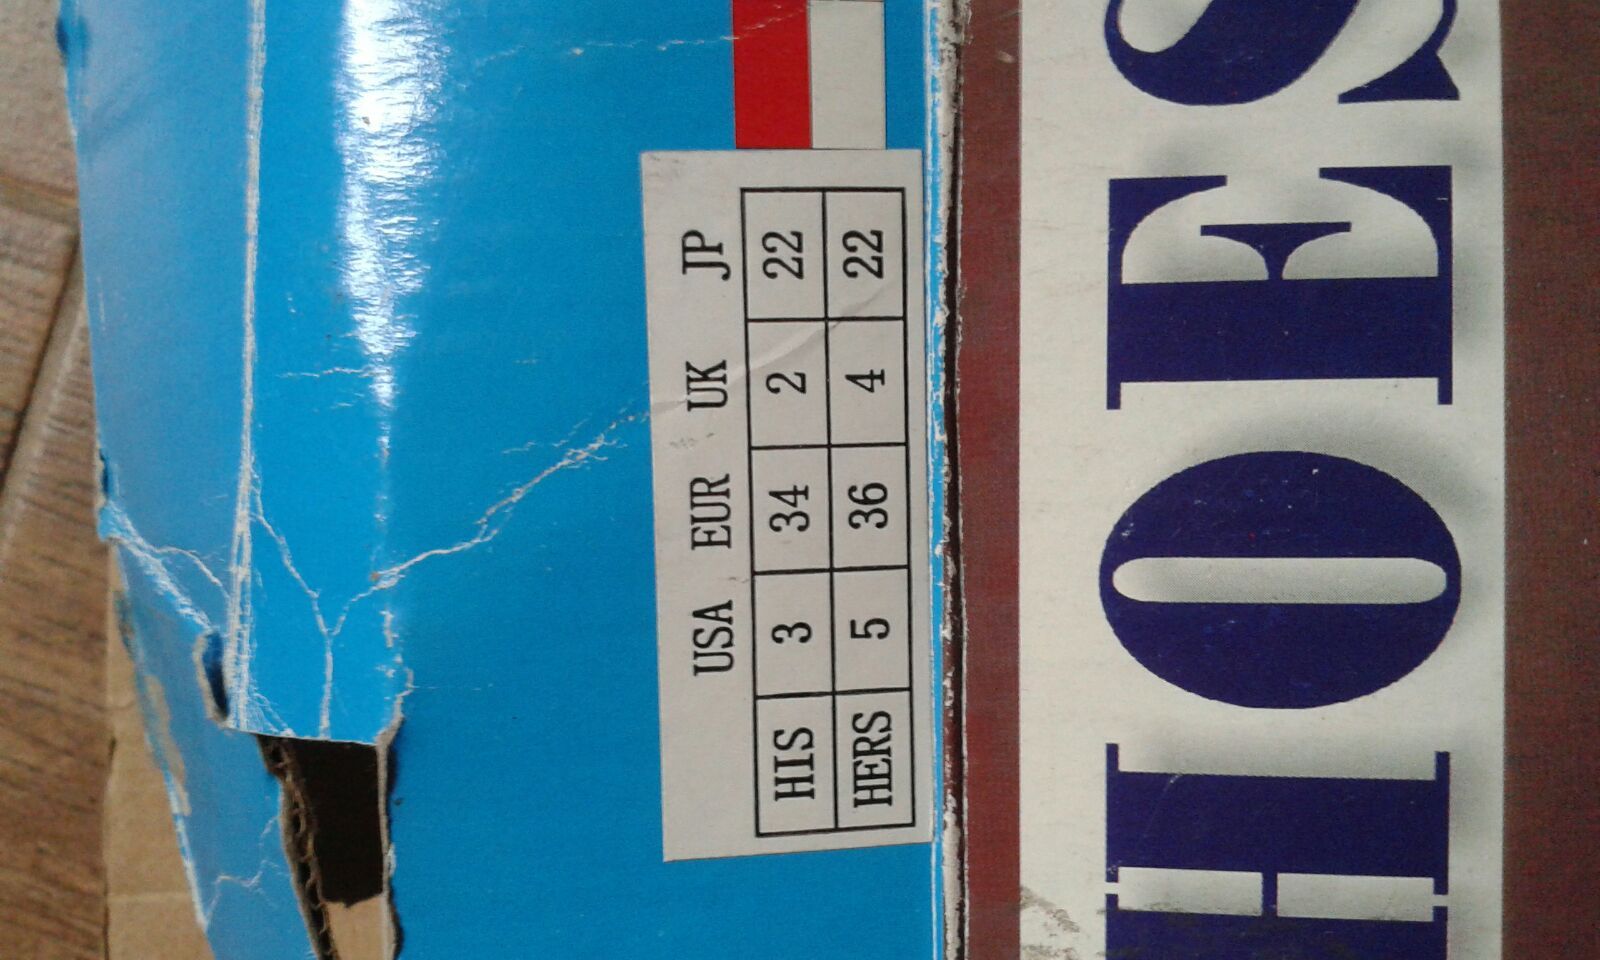 USA EUR UK JP
HIS 3 34 2 22
HERS 5 36 4 22
HOES